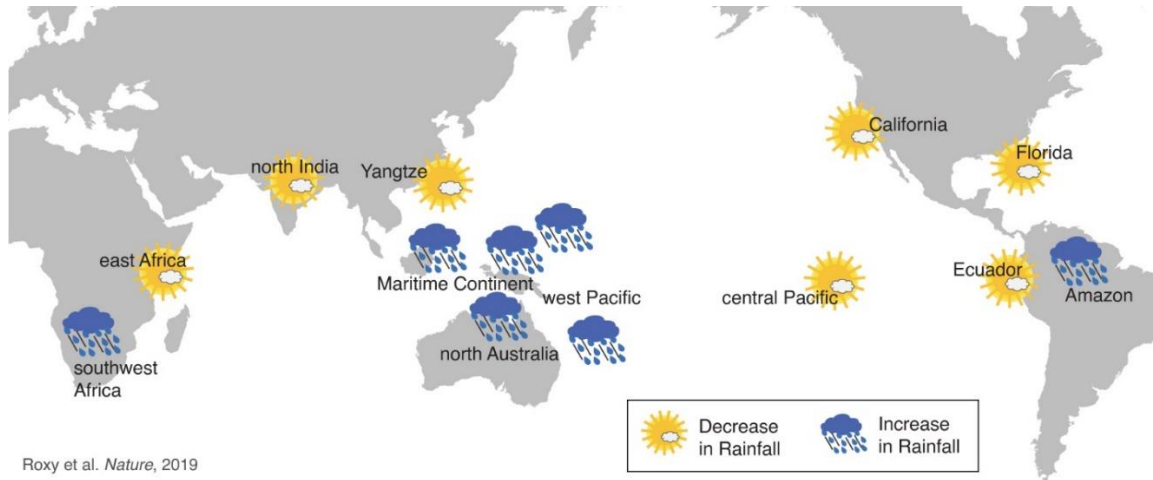 California
Florida
north India
Yangtze
east Africa
Maritime Continent
west Pacific
central Pacific
Ecuador
Amazon
north Australia
southwest
Africa
Decrease
in Rainfall
Increase
in Rainfall
Roxy et al. Nature, 2019